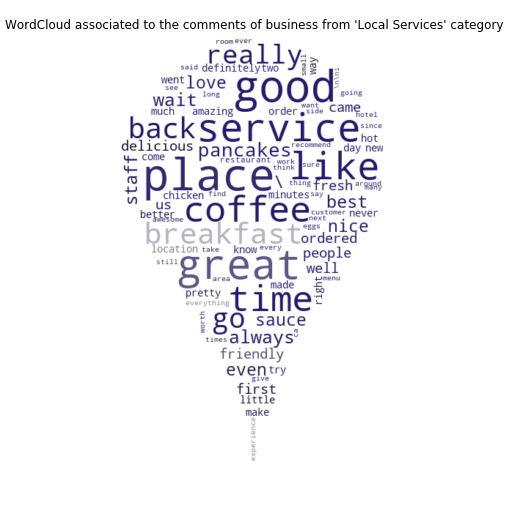 WordCloud associated to the comments of business from 'Local Services' category
room ever
really
small
way
said definitely two
went
see
love
good
\n\ni
going
wait
long
want
side
came
much amazing order
hotel
back service
since
delicious
pancakes
recommend
hot
day new
staff
come
restaurant
work
think
sure
like
place
\
thing
fresh
around
many
chicken find
minutes say
us
coffee
best
better
awesome
customer
next
never
breakfast
eggs
nice
ordered
location take know every
people
still
great
well
area
made
right
menu
pretty
everything
time
worth
go sauce
times
always
ca
friendly
even try
give
first
little
make
experience